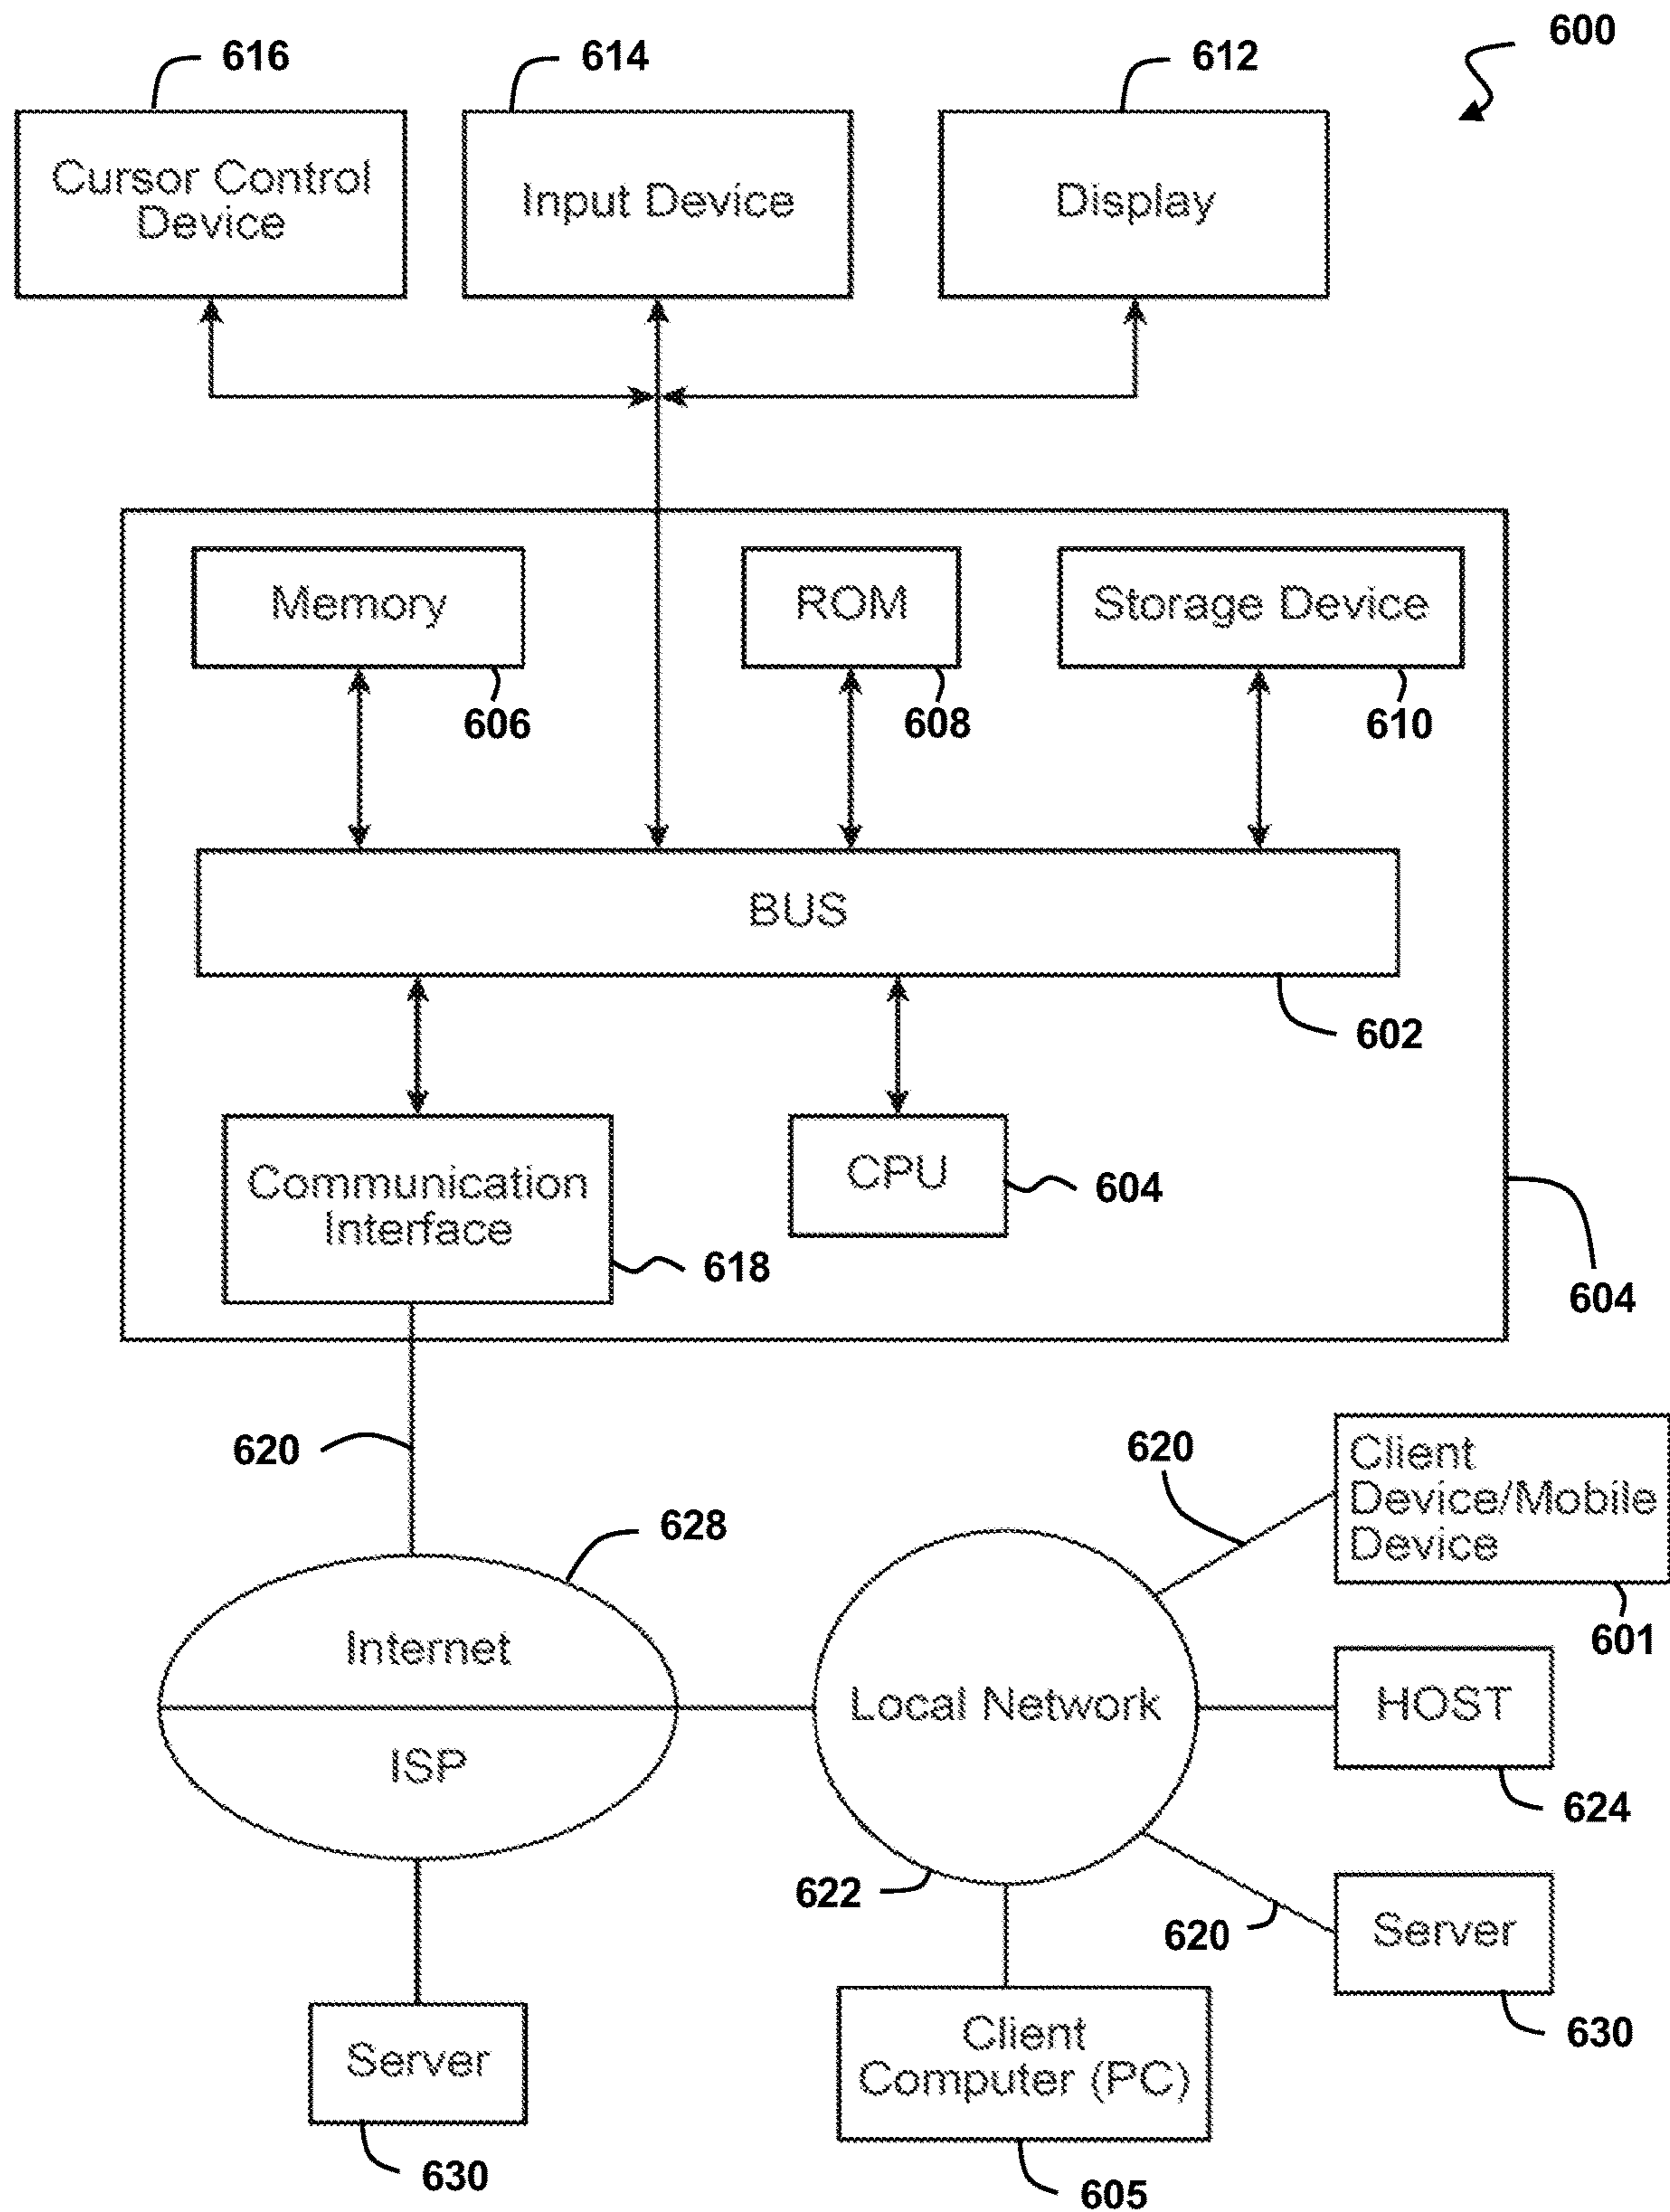 600
616
614
612
Cursor Control
Device
Input Device
Display
Memory
ROM
Storage Device
606
608
610
BUS
602
Communication
Interface
CPU
604
618
604
620
620
Client
Device/Mobile
Device
628
601
Internet
ISP
Local Network
HOST
624
622
620
Server
630
Server
630
Client
Computer (PC)
605